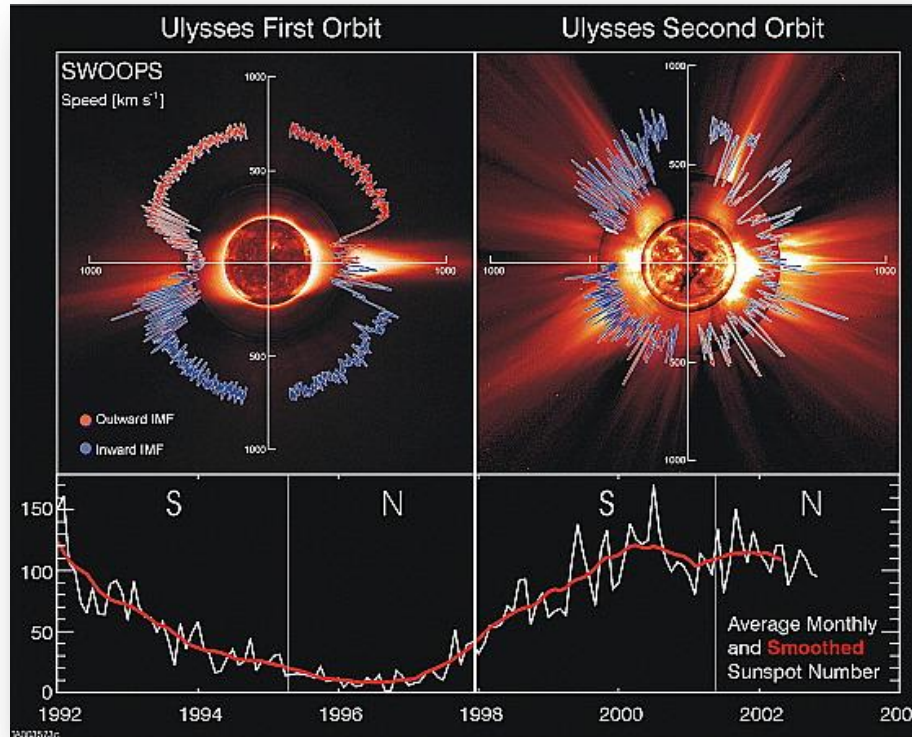 Ulysses First Orbit
Ulysses Second Orbit
SWOOPS
Speed [km s⁻¹]
1000
500
1000
1000
500
1000
Outward IMF
Inward IMF
1000
500
1000
1000
500
1000
S
N
S
N
150
100
50
0
Average Monthly
and Smoothed
Sunspot Number
1992
1994
1996
1998
2000
2002
200